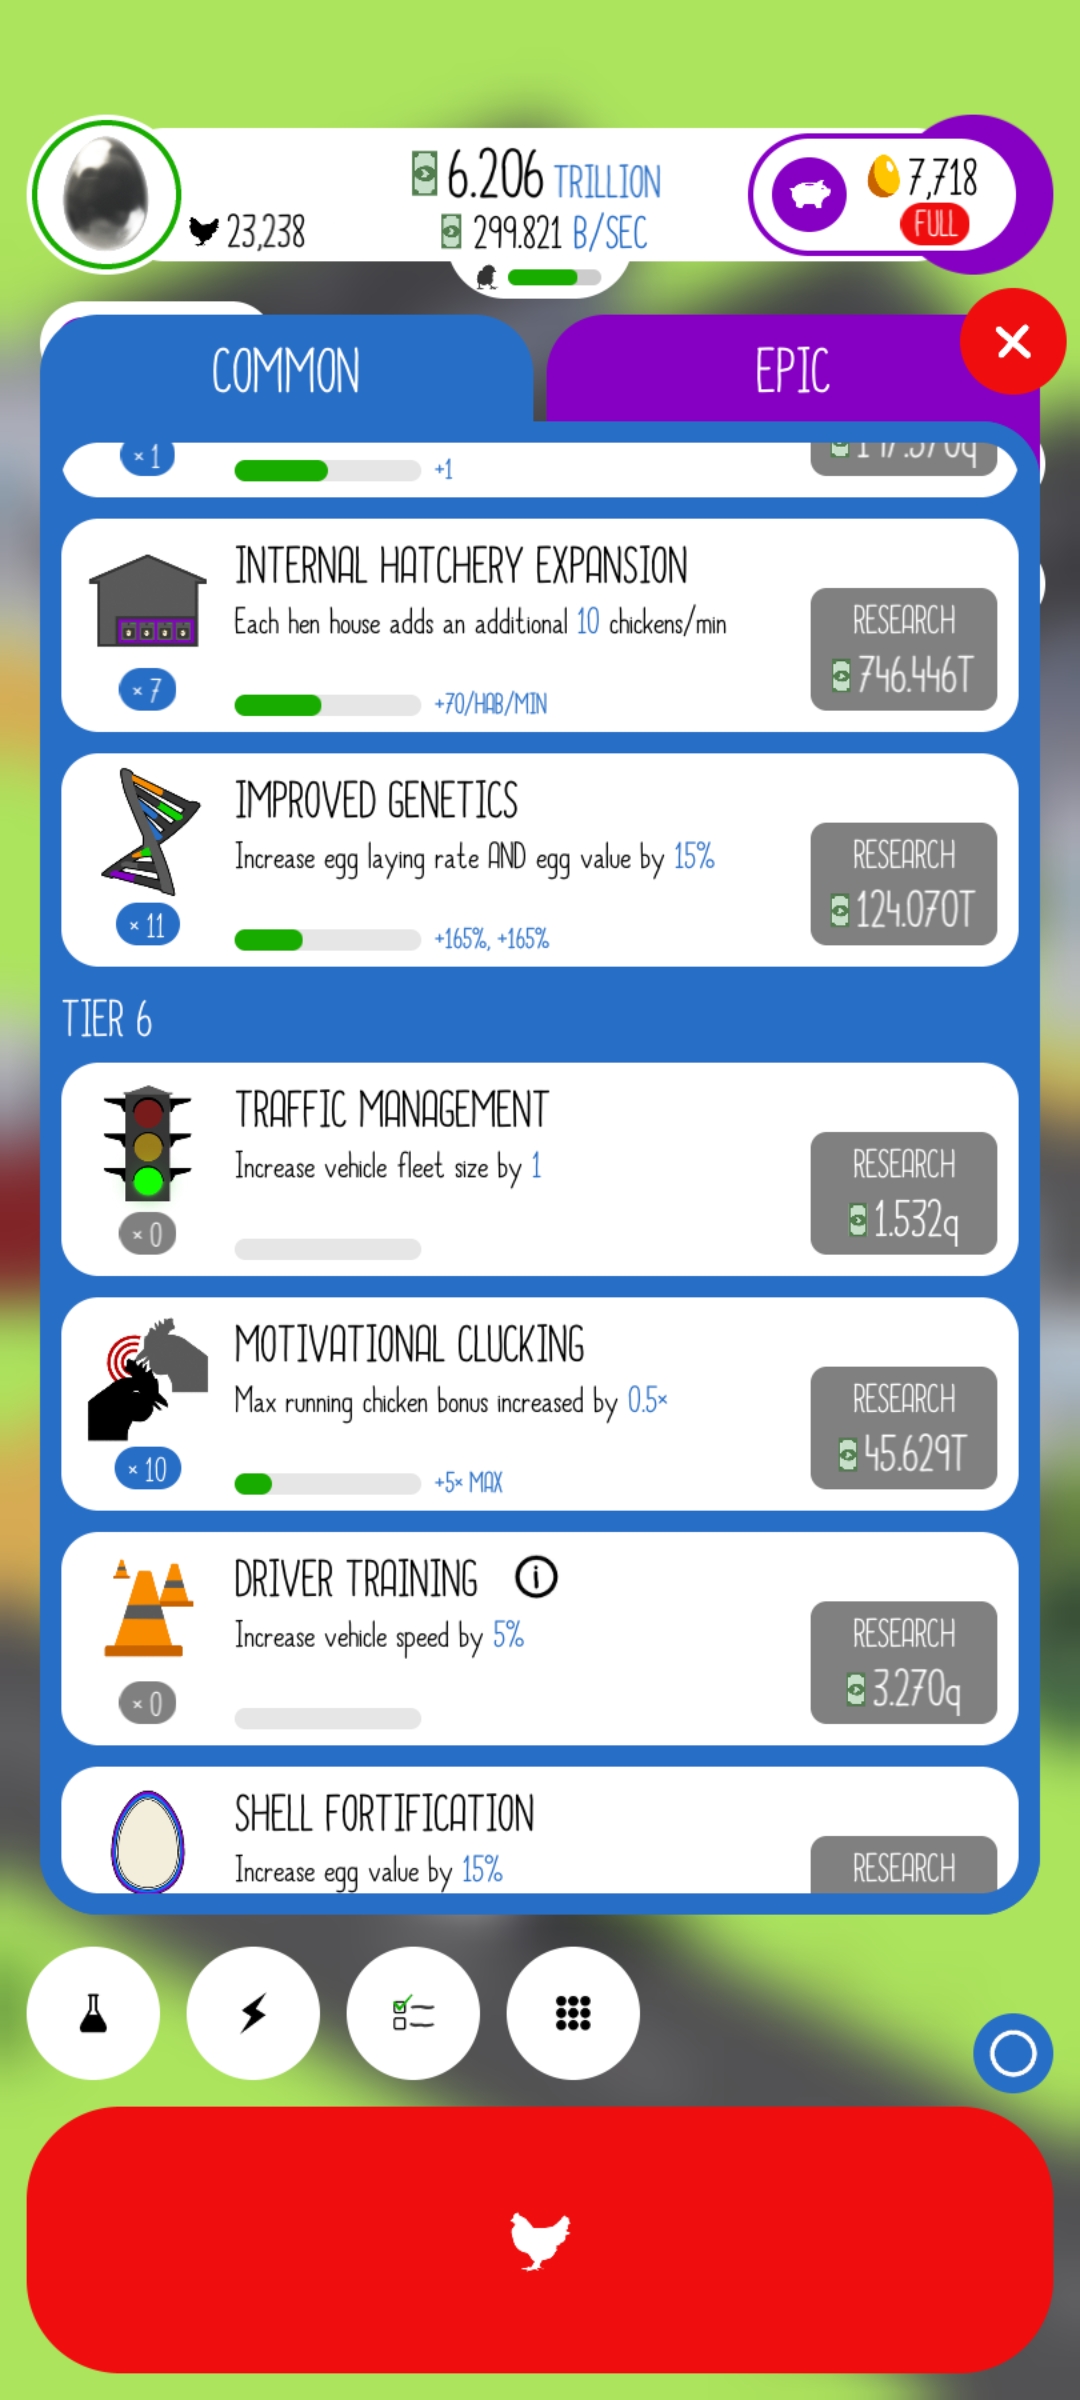 6.206 TRILLION
23,238
299.821 B/SEC
7,718
FULL
COMMON
EPIC
× 1
+1
INTERNAL HATCHERY EXPANSION
Each hen house adds an additional 10 chickens/min
× 7
+70/HAB/MIN
RESEARCH
746.446T
IMPROVED GENETICS
Increase egg laying rate AND egg value by 15%
× 11
+165%, +165%
RESEARCH
124.070T
TIER 6
TRAFFIC MANAGEMENT
Increase vehicle fleet size by 1
× 0
RESEARCH
1.532q
MOTIVATIONAL CLUCKING
Max running chicken bonus increased by 0.5×
× 10
+5× MAX
RESEARCH
45.629T
DRIVER TRAINING
Increase vehicle speed by 5%
× 0
RESEARCH
3.270q
SHELL FORTIFICATION
Increase egg value by 15%
RESEARCH